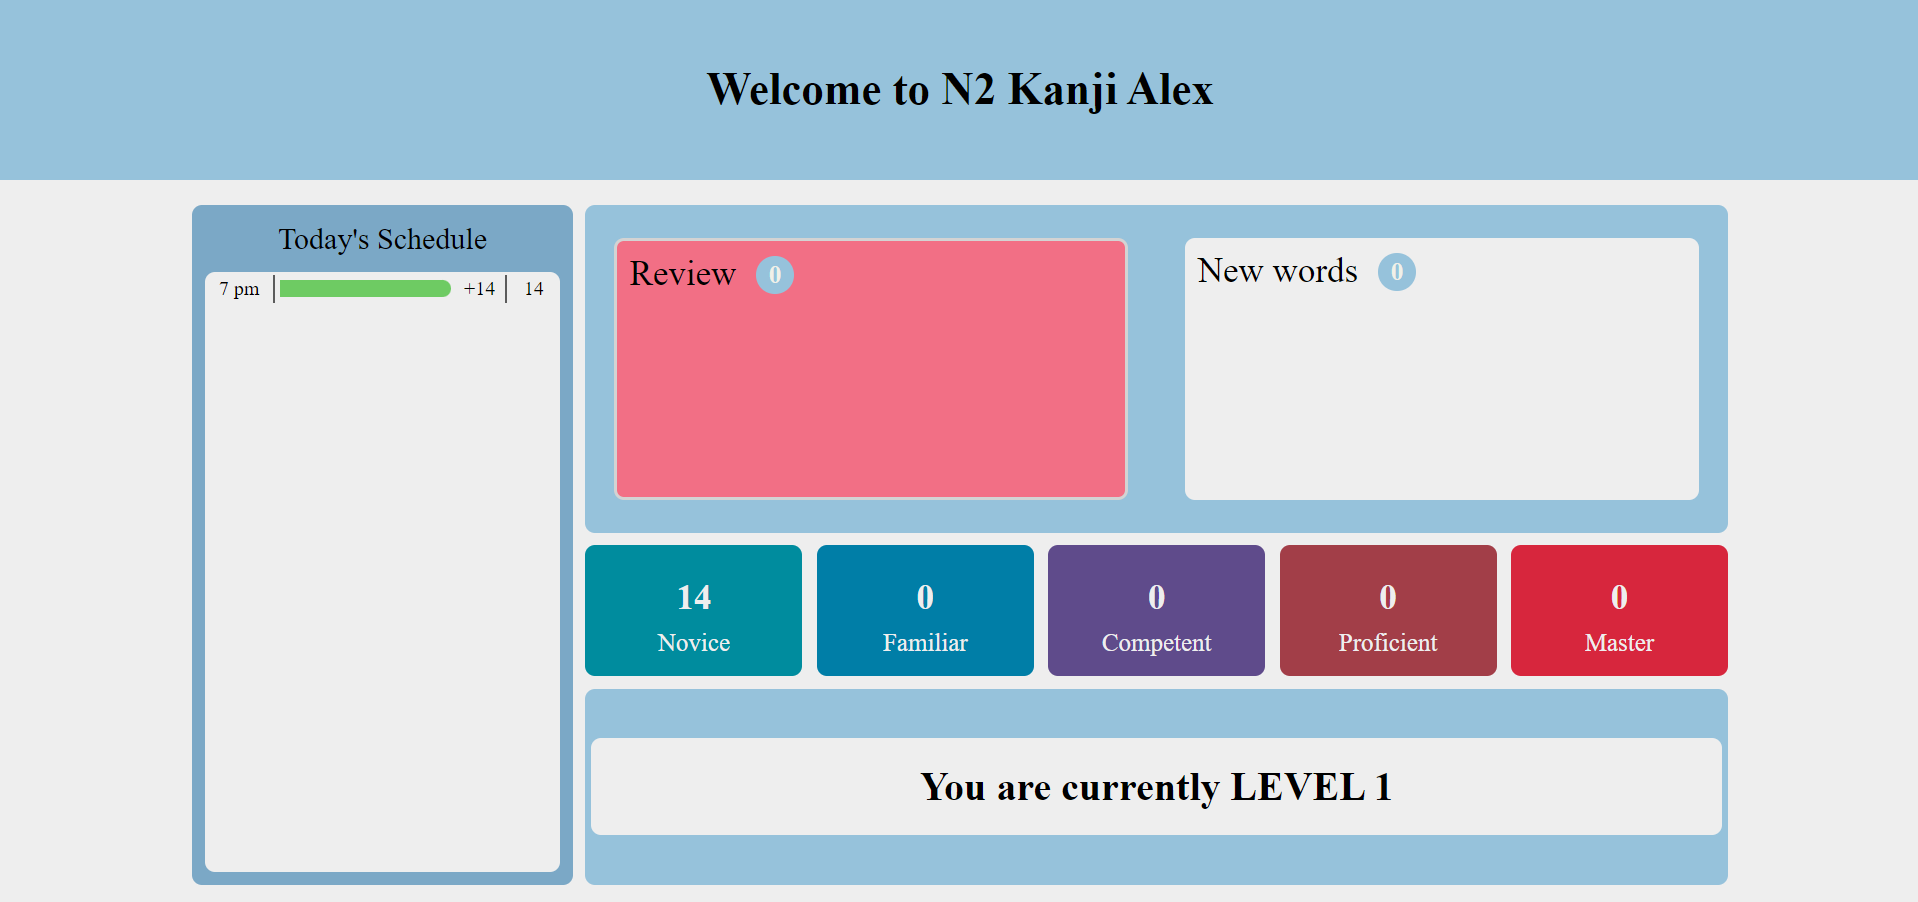 Welcome to N2 Kanji Alex
Today's Schedule
7 pm +14 14
Review 0
New words 0
14
Novice
0
Familiar
0
Competent
0
Proficient
0
Master
You are currently LEVEL 1